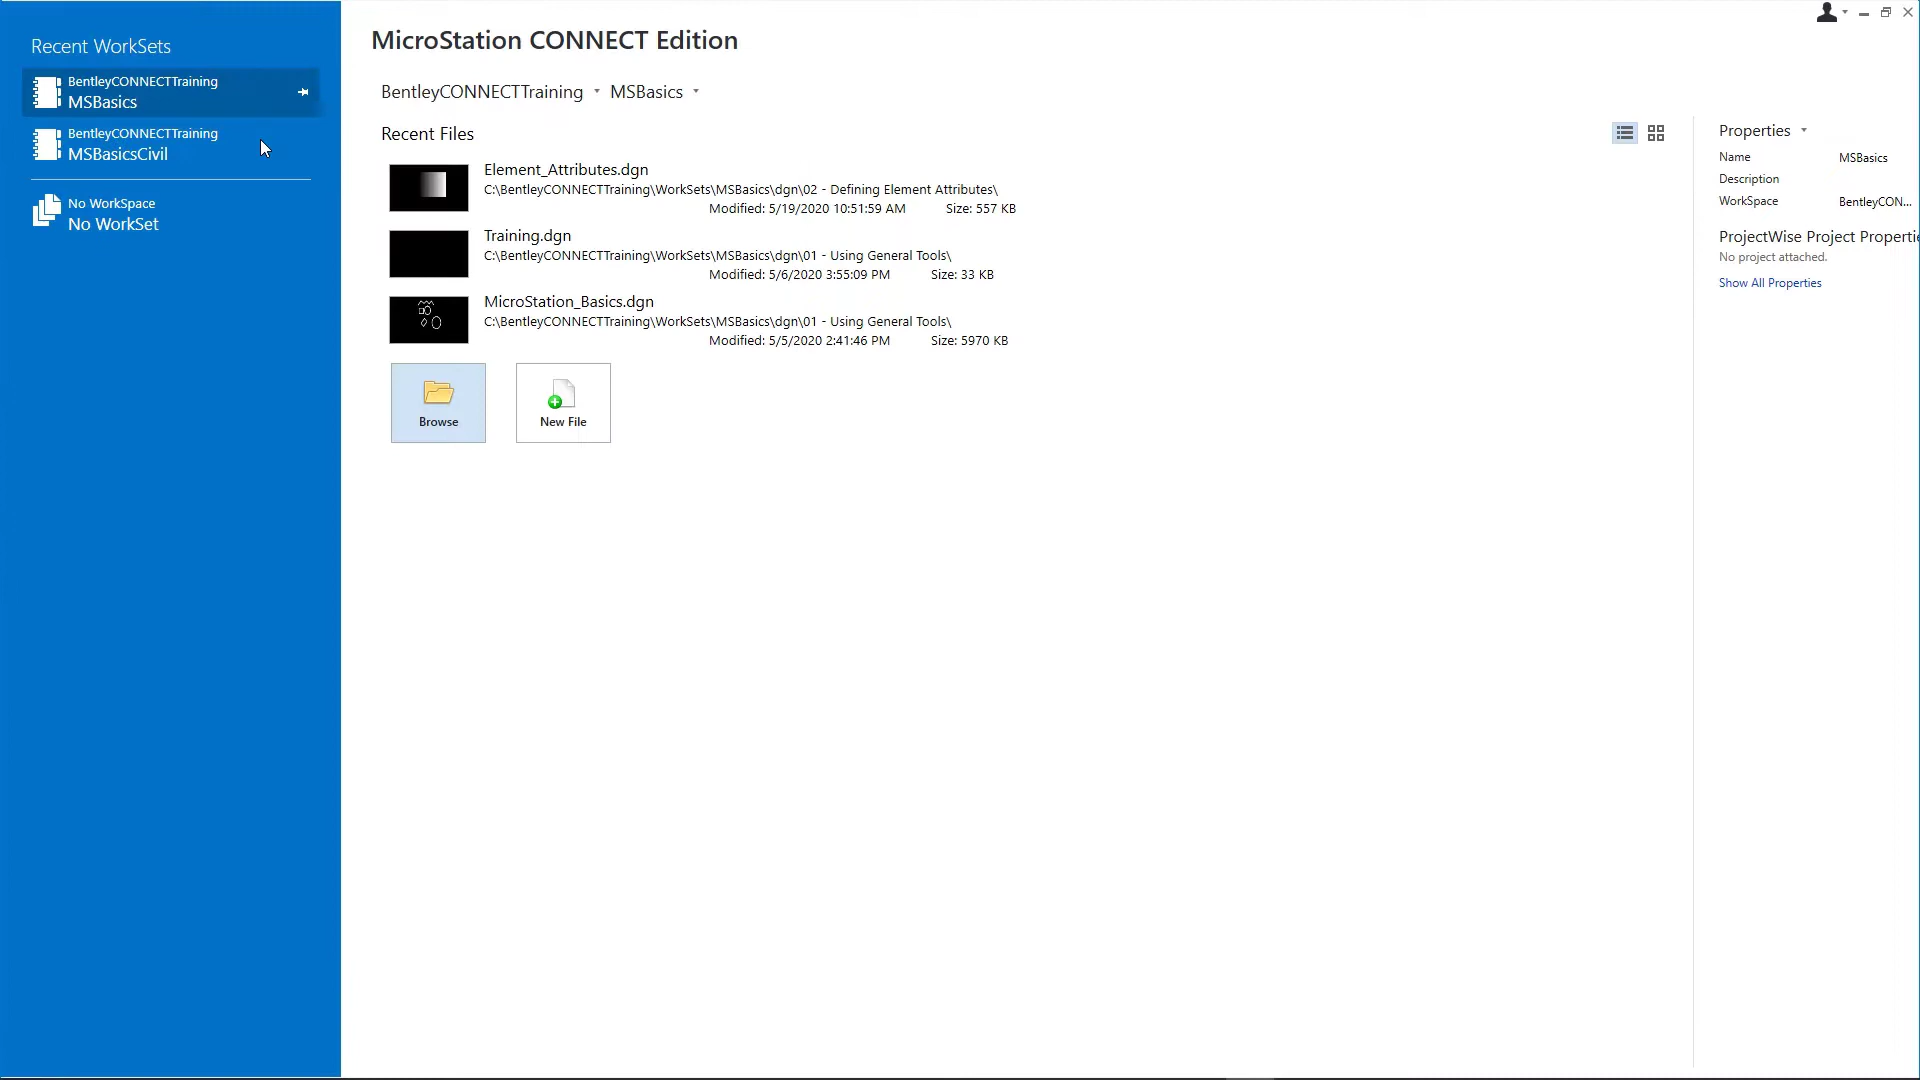 Recent WorkSets
BentleyCONNECTTraining
MSBasics
BentleyCONNECTTraining
MSBasicsCivil
No WorkSpace
No WorkSet
MicroStation CONNECT Edition
BentleyCONNECTTraining MSBasics
Recent Files
Element_Attributes.dgn
C:\BentleyCONNECTTraining\WorkSets\MSBasics\dgn\02 - Defining Element Attributes\
Modified: 5/19/2020 10:51:59 AM Size: 557 KB
Training.dgn
C:\BentleyCONNECTTraining\WorkSets\MSBasics\dgn\01 - Using General Tools\
Modified: 5/6/2020 3:55:09 PM Size: 33 KB
MicroStation_Basics.dgn
C:\BentleyCONNECTTraining\WorkSets\MSBasics\dgn\01 - Using General Tools\
Modified: 5/5/2020 2:41:46 PM Size: 5970 KB
Browse
New File
Properties
Name MSBasics
Description
WorkSpace BentleyCON...
ProjectWise Project Properti
No project attached.
Show All Properties